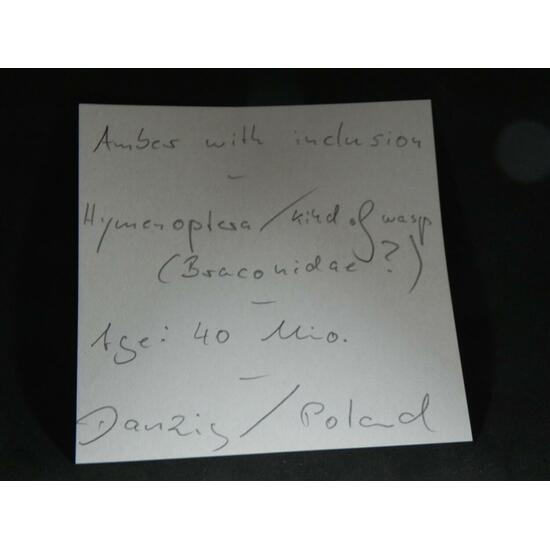 Amber with inclusion
–
Hymenoptera / kind of wasp
(Braconidae ?)
–
Age: 40 Mio.
–
Danzig / Poland